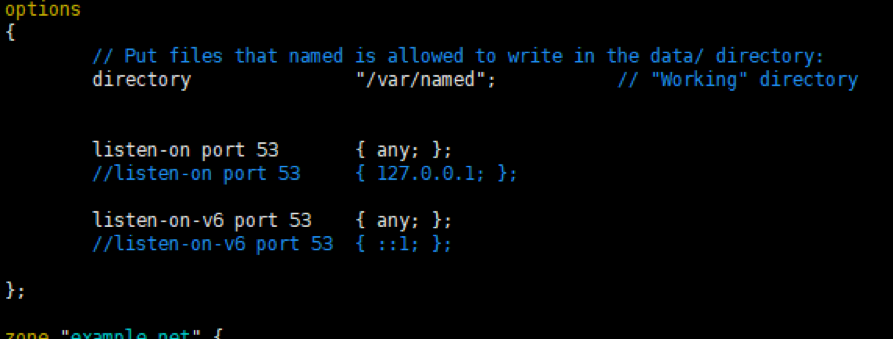 options
{
// Put files that named is allowed to write in the data/ directory:
directory "/var/named"; // "Working" directory
listen-on port 53 { any; };
//listen-on port 53 { 127.0.0.1; };
listen-on-v6 port 53 { any; };
//listen-on-v6 port 53 { ::1; };
};
zone "example.net" {